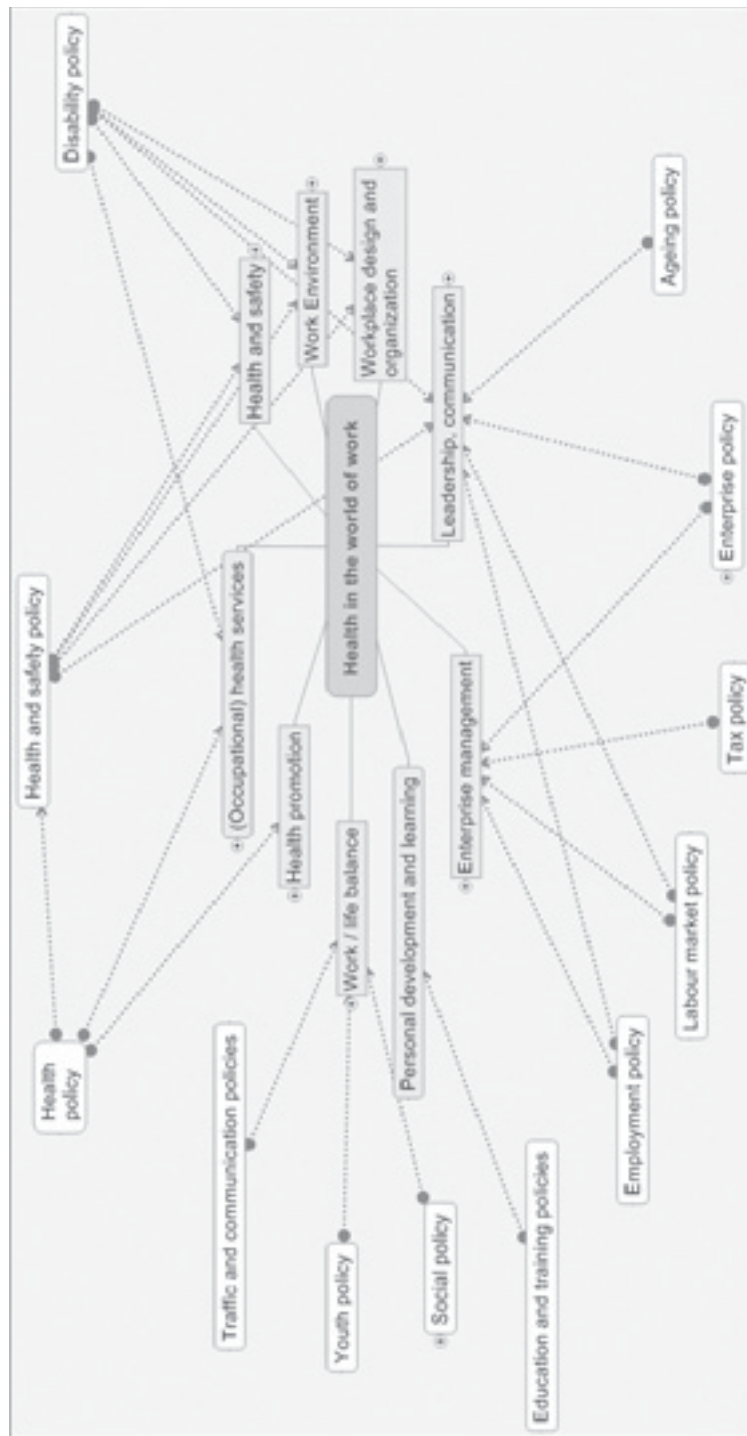 Health and safety policy
Disability policy
Health
policy
(Occupational) health services
Health and safety
Traffic and communication policies
Health promotion
Work Environment
Health in the world of work
Youth policy
Work / life balance
Workplace design and
organization
Social policy
Personal development and learning
Leadership, communication
Enterprise management
Education and training policies
Employment policy
Ageing policy
Labour market policy
Tax policy
Enterprise policy